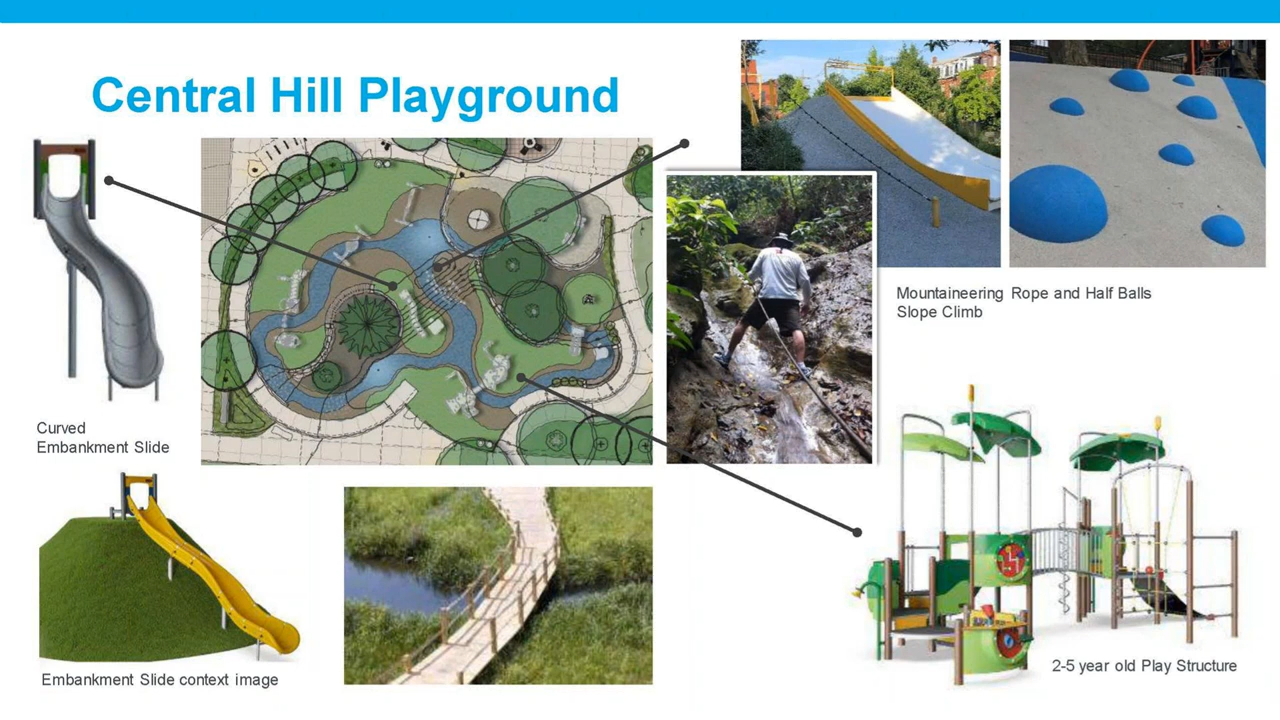 Central Hill Playground
Mountaineering Rope and Half Balls
Slope Climb
Curved
Embankment Slide
Embankment Slide context image
2-5 year old Play Structure